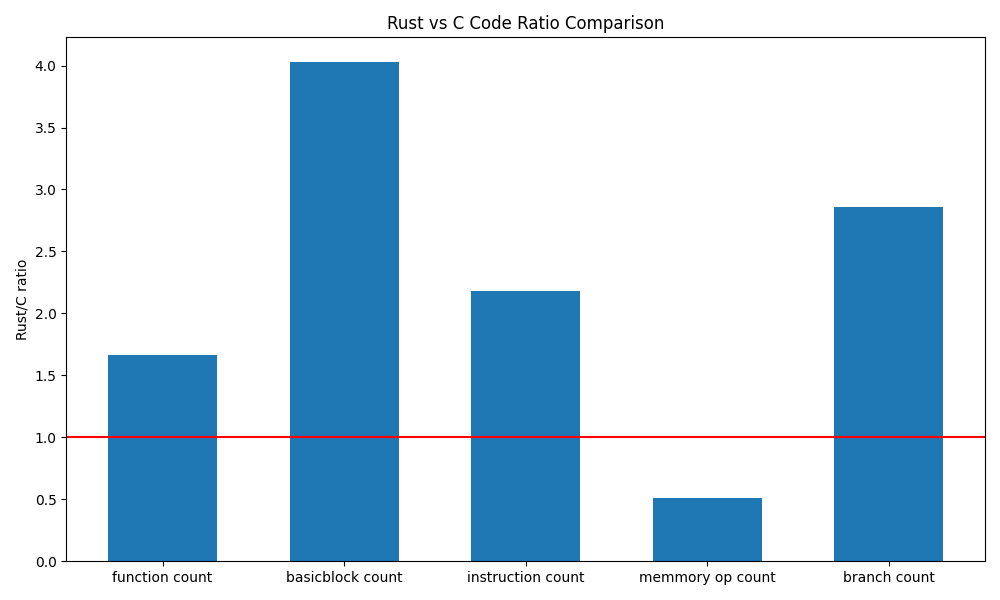 Rust vs C Code Ratio Comparison
Rust/C ratio
4.0
3.5
3.0
2.5
2.0
1.5
1.0
0.5
0.0
function count
basicblock count
instruction count
memmory op count
branch count